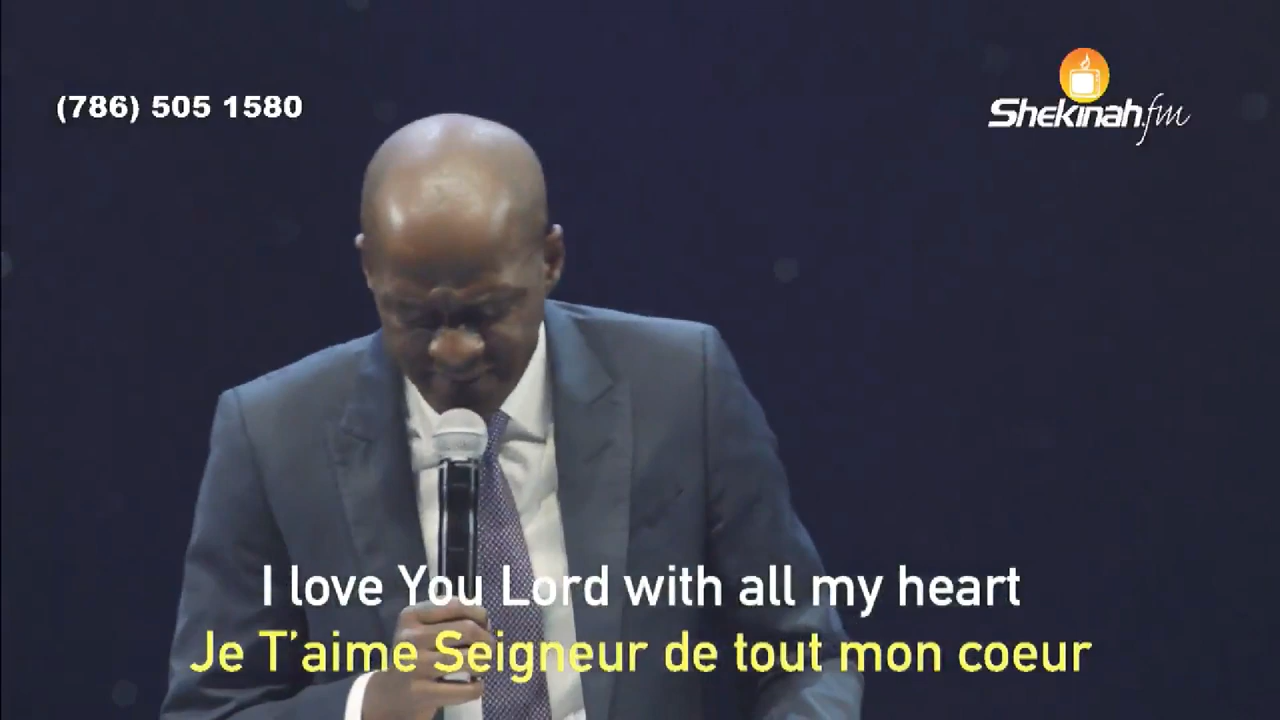 (786) 505 1580
Shekinah.fm
I love You Lord with all my heart
Je T'aime Seigneur de tout mon coeur